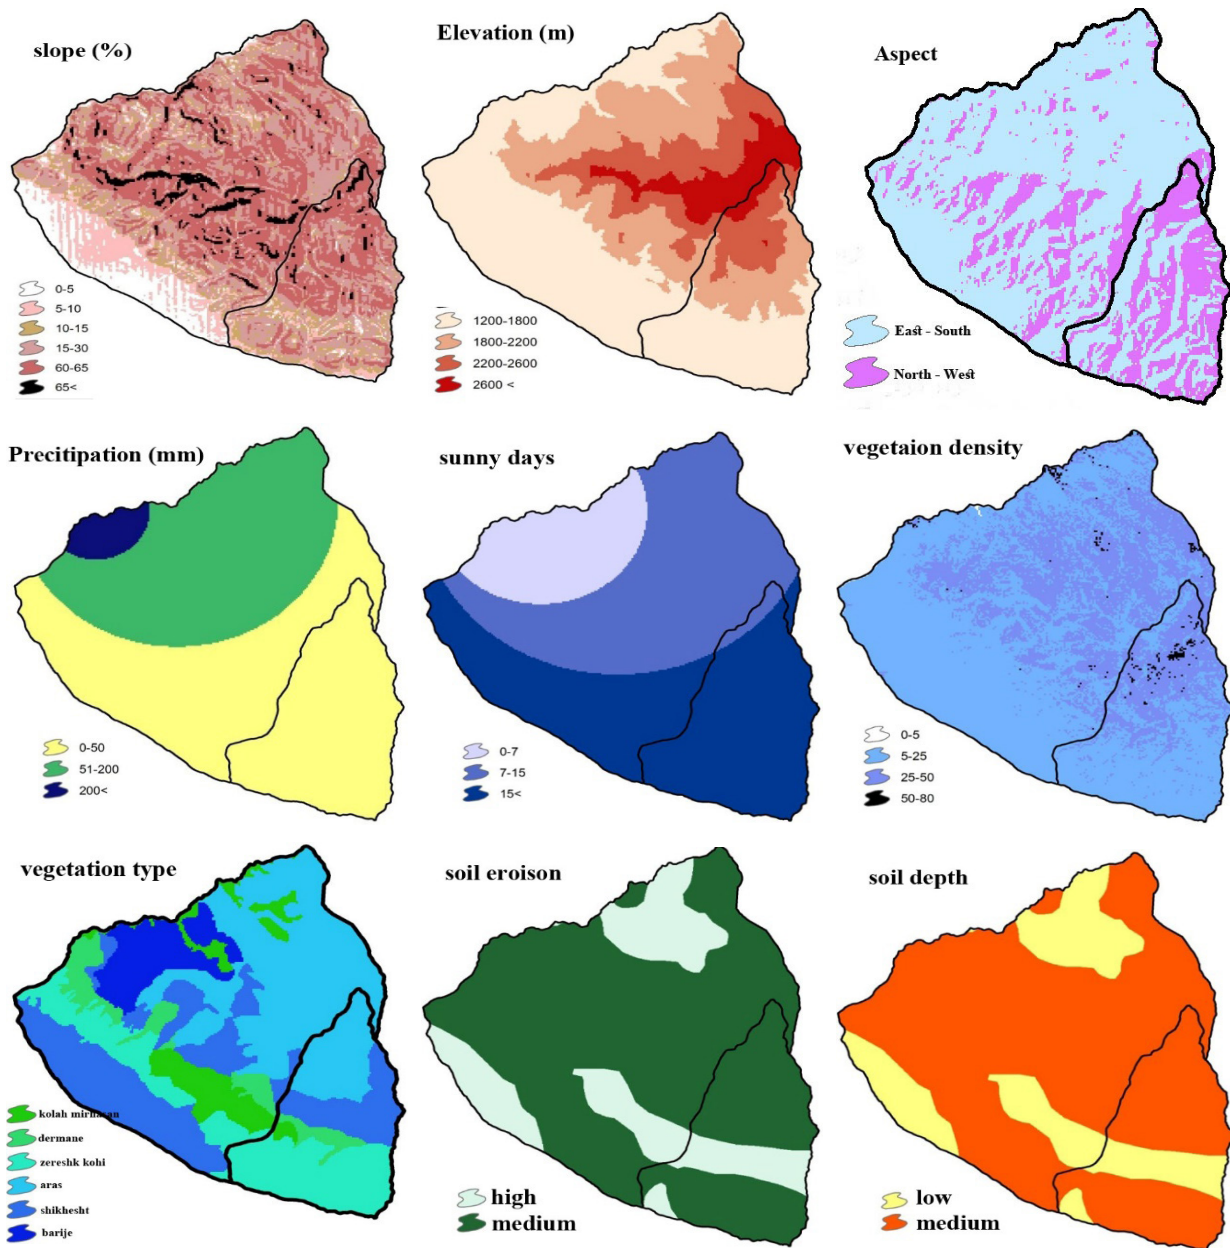 slope (%)
0-5
5-10
10-15
15-30
60-65
65<
Elevation (m)
1200-1800
1800-2200
2200-2600
2600 <
Aspect
East - South
North - West
Precitipation (mm)
0-50
51-200
200<
sunny days
0-7
7-15
15<
vegetaion density
0-5
5-25
25-50
50-80
vegetation type
kolah mirhasan
dermane
zereshk kohi
aras
shikhesht
barije
soil eroison
high
medium
soil depth
low
medium